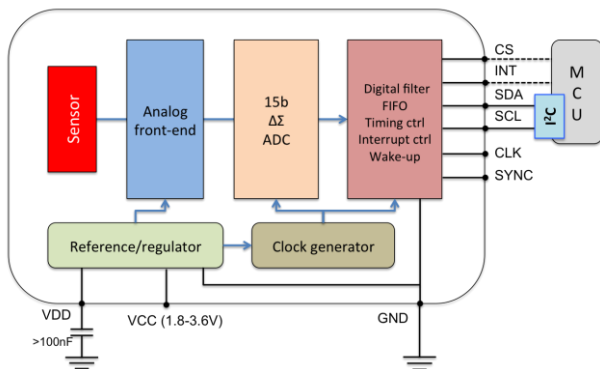 Sensor
Analog
front-end
15b
ΔΣ
ADC
Digital filter
FIFO
Timing ctrl
Interrupt ctrl
Wake-up
CS
INT
SDA
SCL
CLK
SYNC
I²C
M
C
U
Reference/regulator
Clock generator
VDD
VCC (1.8-3.6V)
GND
>100nF